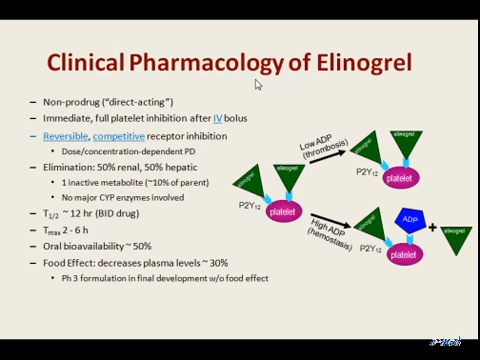 Clinical Pharmacology of Elinogrel
– Non-prodrug (“direct-acting”)
– Immediate, full platelet inhibition after IV bolus
– Reversible, competitive receptor inhibition
• Dose/concentration-dependent PD
– Elimination: 50% renal, 50% hepatic
• 1 inactive metabolite (~10% of parent)
• No major CYP enzymes involved
– T1/2 ~ 12 hr (BID drug)
– Tmax 2 - 6 h
– Oral bioavailability ~ 50%
– Food Effect: decreases plasma levels ~ 30%
• Ph 3 formulation in final development w/o food effect
elinogrel
elinogrel
P2Y12
platelet
Low ADP
(thrombosis)
elinogrel
elinogrel
P2Y12
platelet
High ADP
(hemostasis)
elinogrel
ADP
+
elinogrel
P2Y12
platelet